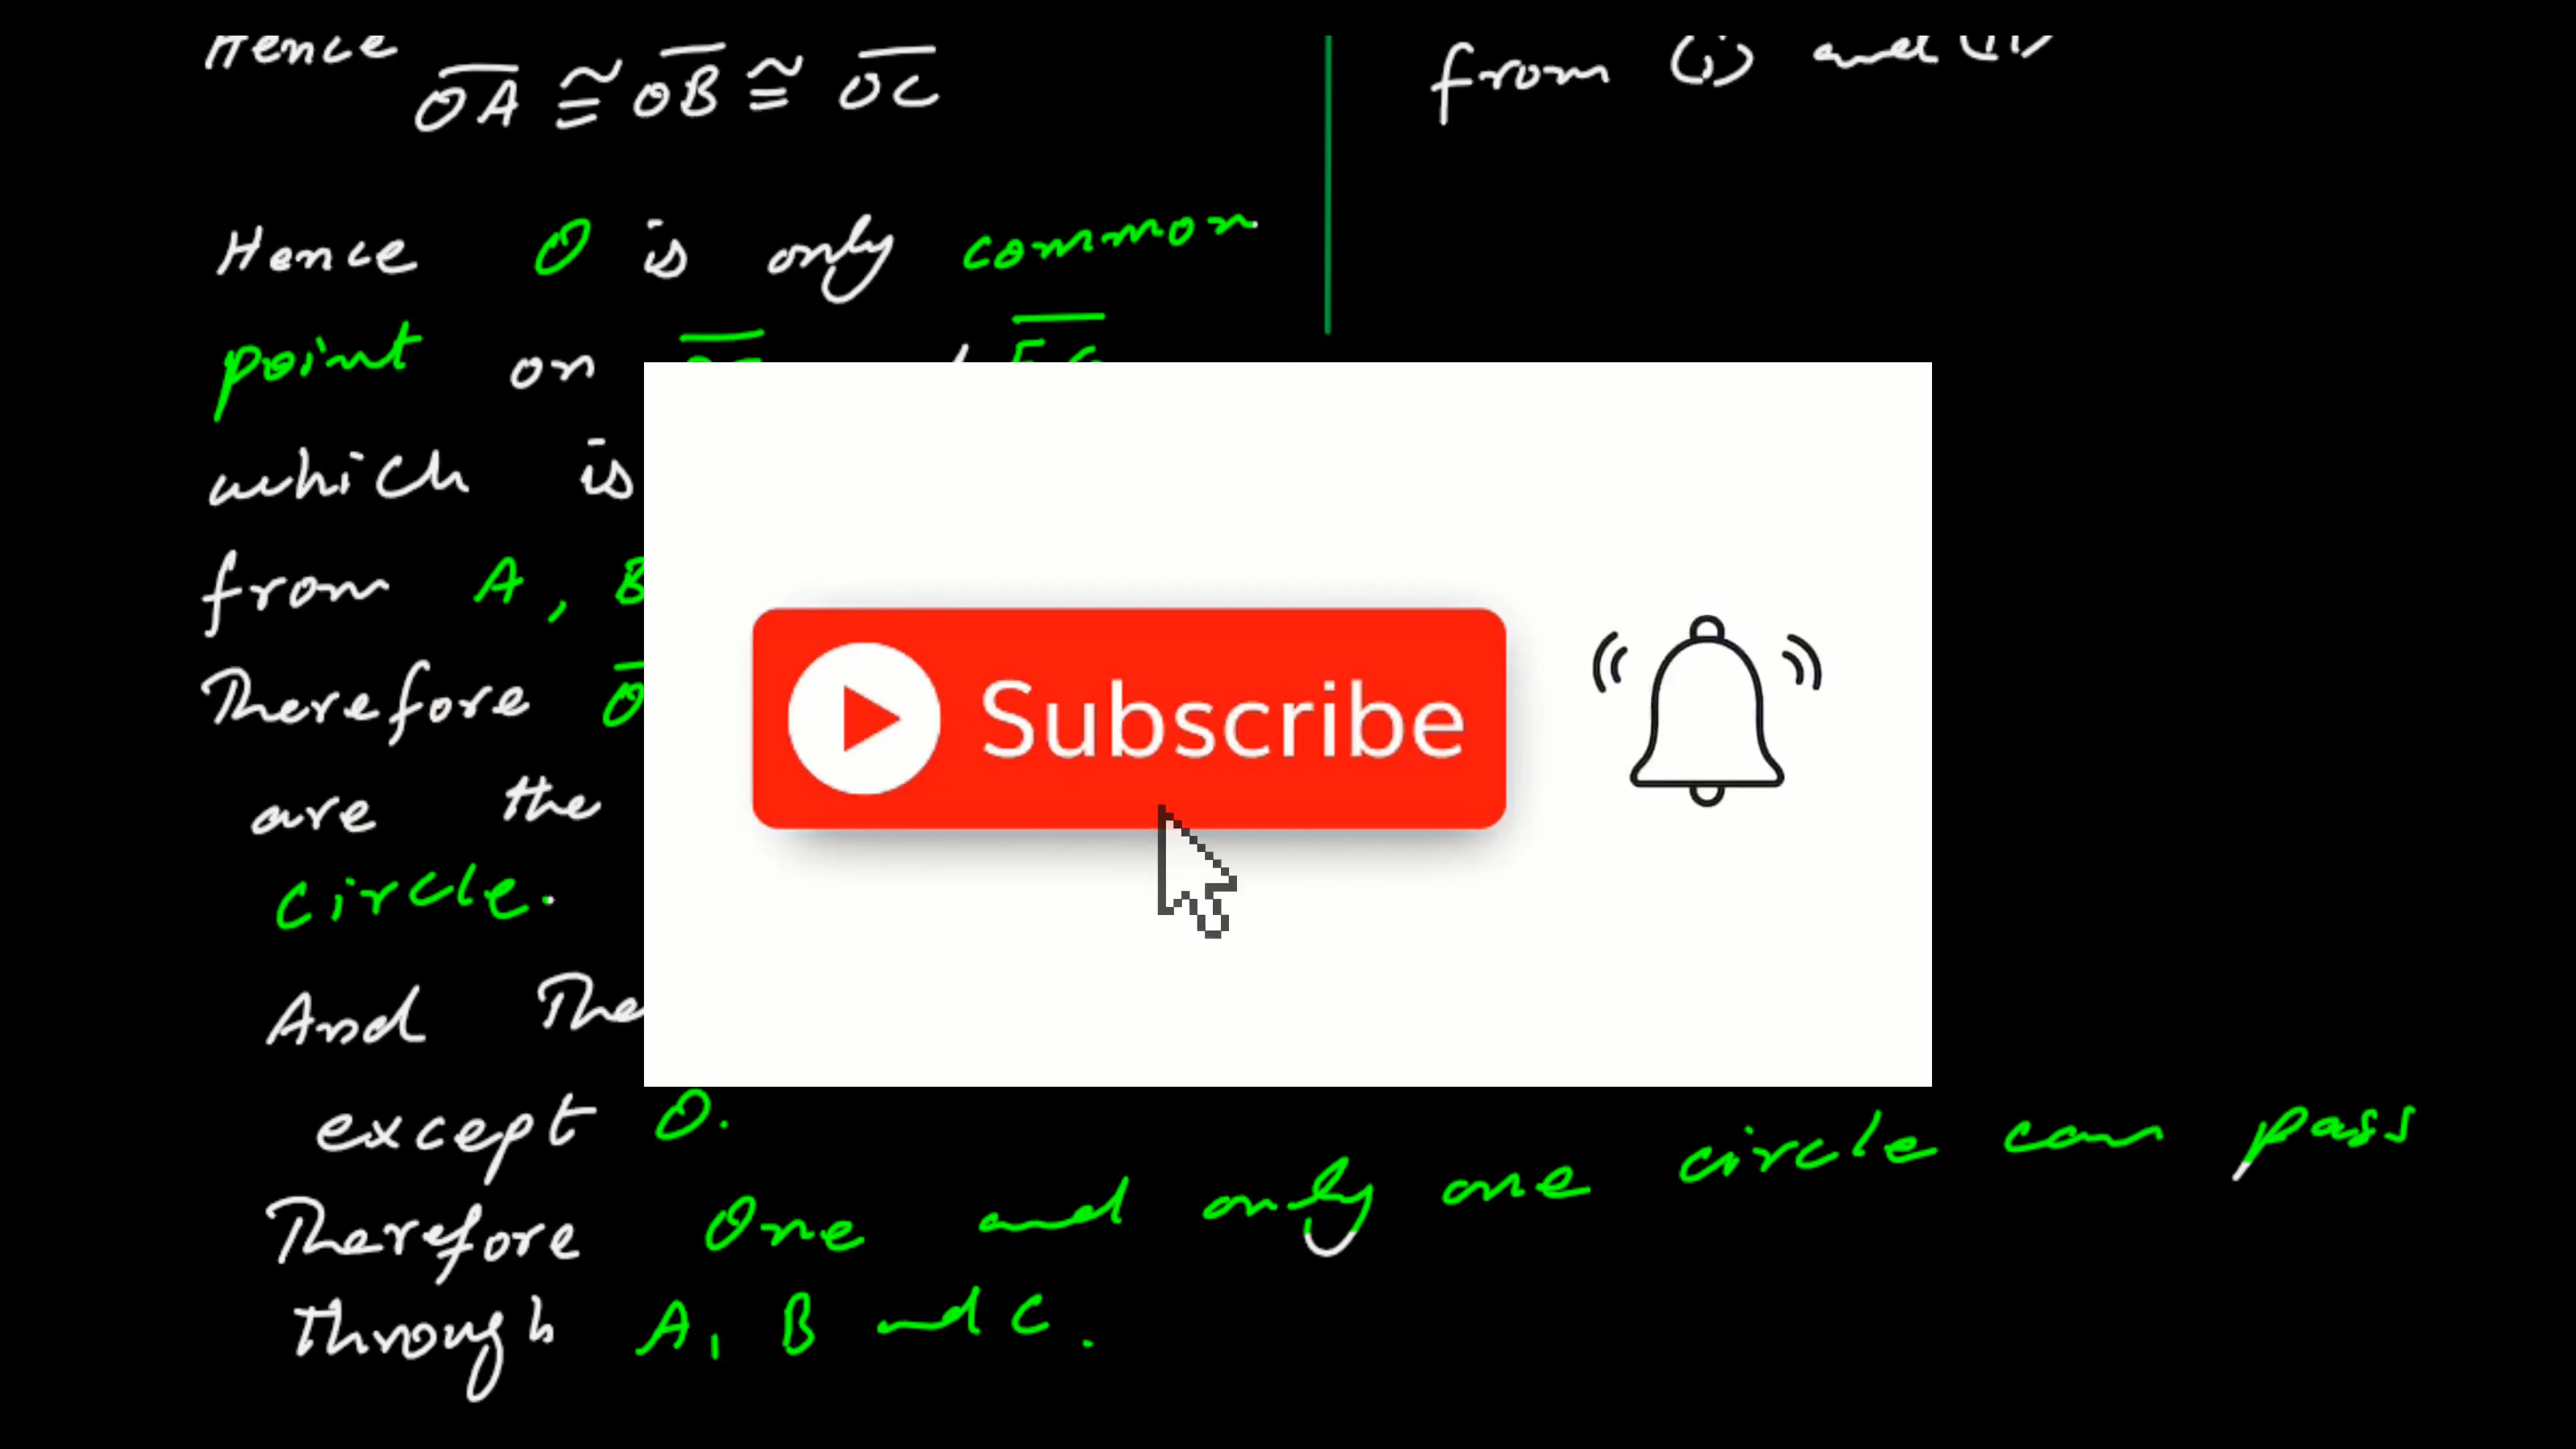 Hence from (i) and (ii)
OA ≅ OB ≅ OC
Hence O is only common
point on
which is
from A, B
Therefore
are the
Subscribe
circle.
And The
except O.
Therefore One and only one circle can pass
through A, B and C.